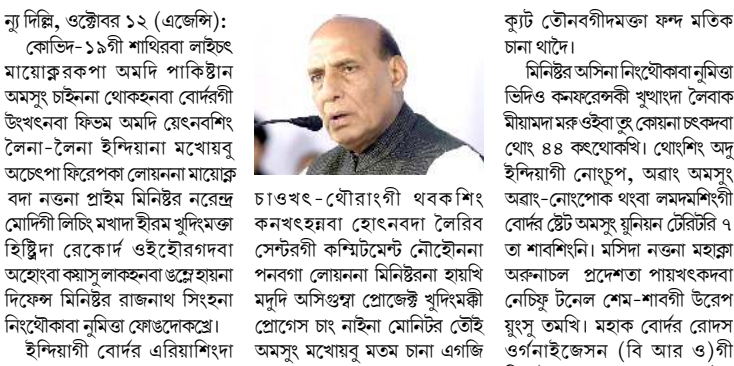 ন্যু দিল্লি, ওক্টোবর ১২ (এজেন্সি):
কোভিদ-১৯গী শাথিরবা লাইচৎ
মায়োক্নরকপা অমদি পাকিস্তান
অমসুং চাইননা থোকহনবা বোর্দরগী
উংখৎনবা ফিভম অমদি য়েৎনবশিং
লৈনা-লৈনা ইন্দিয়ানা মখোয়বু
অচেৎপা ফিরেপকা লোয়ননা মায়োক্ন
বদা নত্তনা প্রাইম মিনিষ্টর নরেন্দ্র
মোদিগী লিচিং মখাদা হীরম খুদিংমক্তা
হিষ্ট্রিদা রেকোর্দ ওইহৌরগদবা
অহোংবা কয়াসু লাকহনবা ঙম্লে হায়না
দিফেন্স মিনিষ্টর রাজনাথ সিংহনা
নিংথৌকাবা নুমিত্তা ফোঙদোকখ্রে।
ইন্দিয়াগী বোর্দর এরিয়াশিংদা
চাওখৎ-থৌরাংগী থবকশিং
কনখৎহন্নবা হোৎনবদা লৈরিব
সেন্টরগী কম্মিটমেন্ট নৌহৌননা
পনবগা লোয়ননা মিনিষ্টরনা হায়খি
মদুদি অসিগুম্বা প্রোজেক্ট খুদিংমক্কী
প্রোগেস চাং নাইনা মোনিটর তৌই
অমসুং মখোয়বু মতম চানা এগজি
ক্যুট তৌনবগীদমক্তা ফন্দ মতিক
চানা থাদৈ।
মিনিষ্টর অসিনা নিংথৌকাবা নুমিত্তা
ভিদিও কনফরেন্সকী খুত্থাংদা লৈবাক
মীয়ামদা মরু ওইবা তুং কোয়না চৎকদবা
থোং ৪৪ কৎথোকখি। থোংশিং অদু
ইন্দিয়াগী নোংচুপ, অৱাং অমসুং
অৱাং-নোংপোক থংবা লমদমশিংগী
বোর্দর ষ্টেট অমসুং য়ুনিয়ন টেরিটরি ৭
তা শাবশিংনি। মসিদা নত্তনা মহাক্না
অরুনাচল প্রদেশতা পায়খৎকদবা
নেচিফু টনেল শেম-শাবগী উরেপ
য়ুংসু তমখি। মহাক বোর্দর রোদস
ওর্গনাইজেসন (বি আর ও)গী